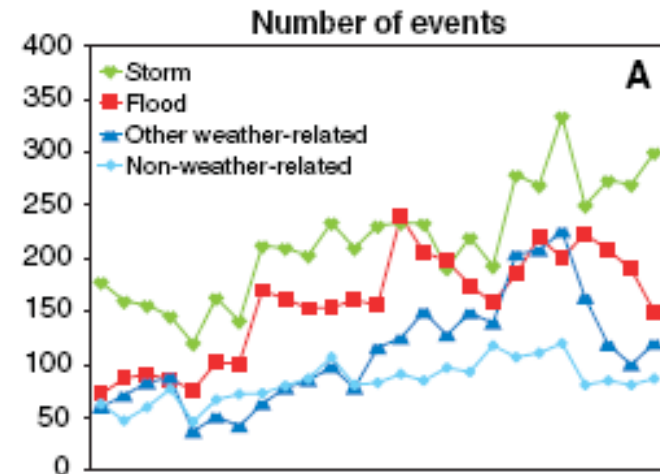 Number of events
400
350
300
250
200
150
100
50
0
A
Storm
Flood
Other weather-related
Non-weather-related